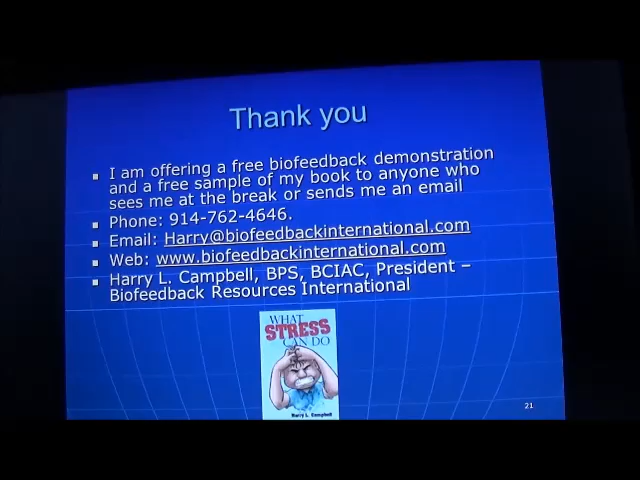 Thank you
I am offering a free biofeedback demonstration
and a free sample of my book to anyone who
sees me at the break or sends me an email
Phone: 914-762-4646.
Email: Harry@biofeedbackinternational.com
Web: www.biofeedbackinternational.com
Harry L. Campbell, BPS, BCIAC, President –
Biofeedback Resources International
WHAT
STRESS
CAN DO
Harry L. Campbell
21